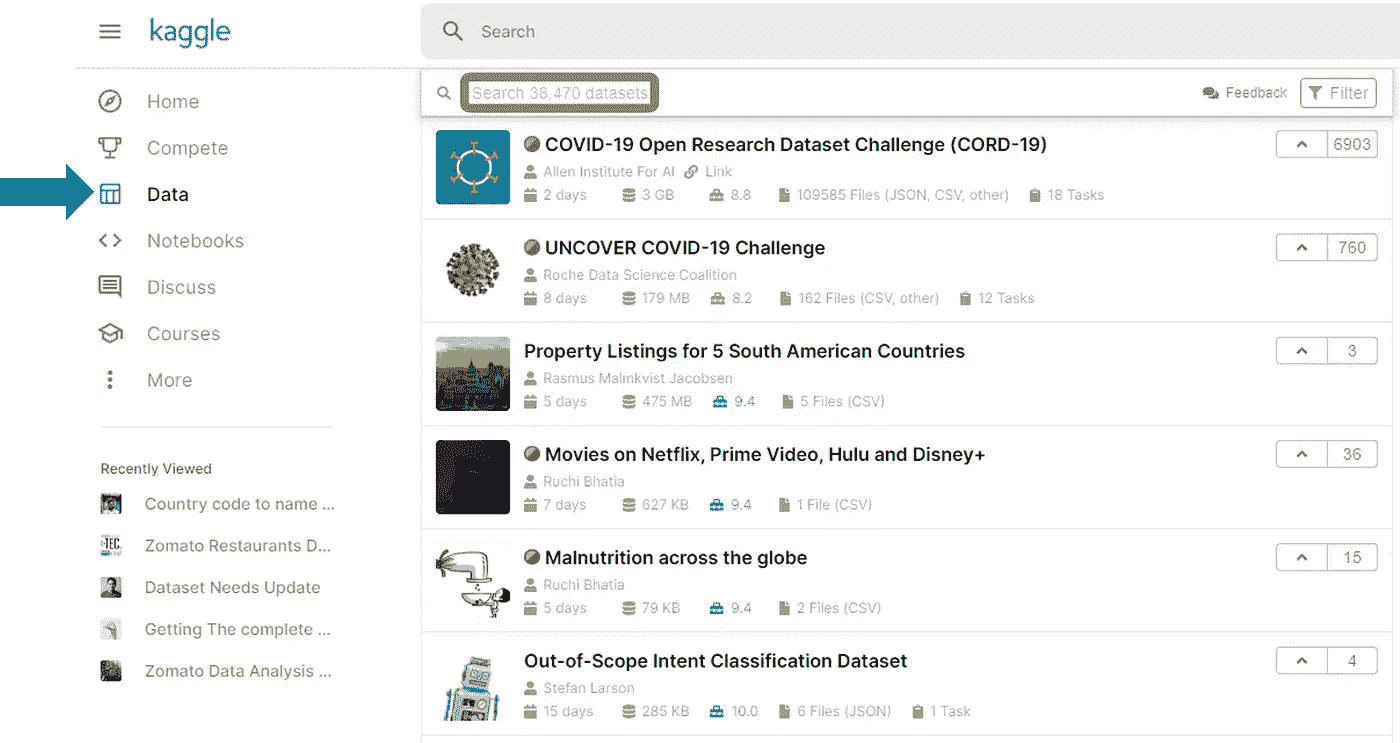 kaggle
Search
Home
Compete
Data
Notebooks
Discuss
Courses
More
Recently Viewed
Country code to name ...
Zomato Restaurants D...
Dataset Needs Update
Getting The complete ...
Zomato Data Analysis ...
Search 38,470 datasets
Feedback
Filter
COVID-19 Open Research Dataset Challenge (CORD-19)
6903
Allen Institute For AI Link
2 days 3 GB 8.8 109585 Files (JSON, CSV, other) 18 Tasks
UNCOVER COVID-19 Challenge
760
Roche Data Science Coalition
8 days 179 MB 8.2 162 Files (CSV, other) 12 Tasks
Property Listings for 5 South American Countries
3
Rasmus Malmkvist Jacobsen
5 days 475 MB 9.4 5 Files (CSV)
Movies on Netflix, Prime Video, Hulu and Disney+
36
Ruchi Bhatia
7 days 627 KB 9.4 1 File (CSV)
Malnutrition across the globe
15
Ruchi Bhatia
5 days 79 KB 9.4 2 Files (CSV)
Out-of-Scope Intent Classification Dataset
4
Stefan Larson
15 days 285 KB 10.0 6 Files (JSON) 1 Task